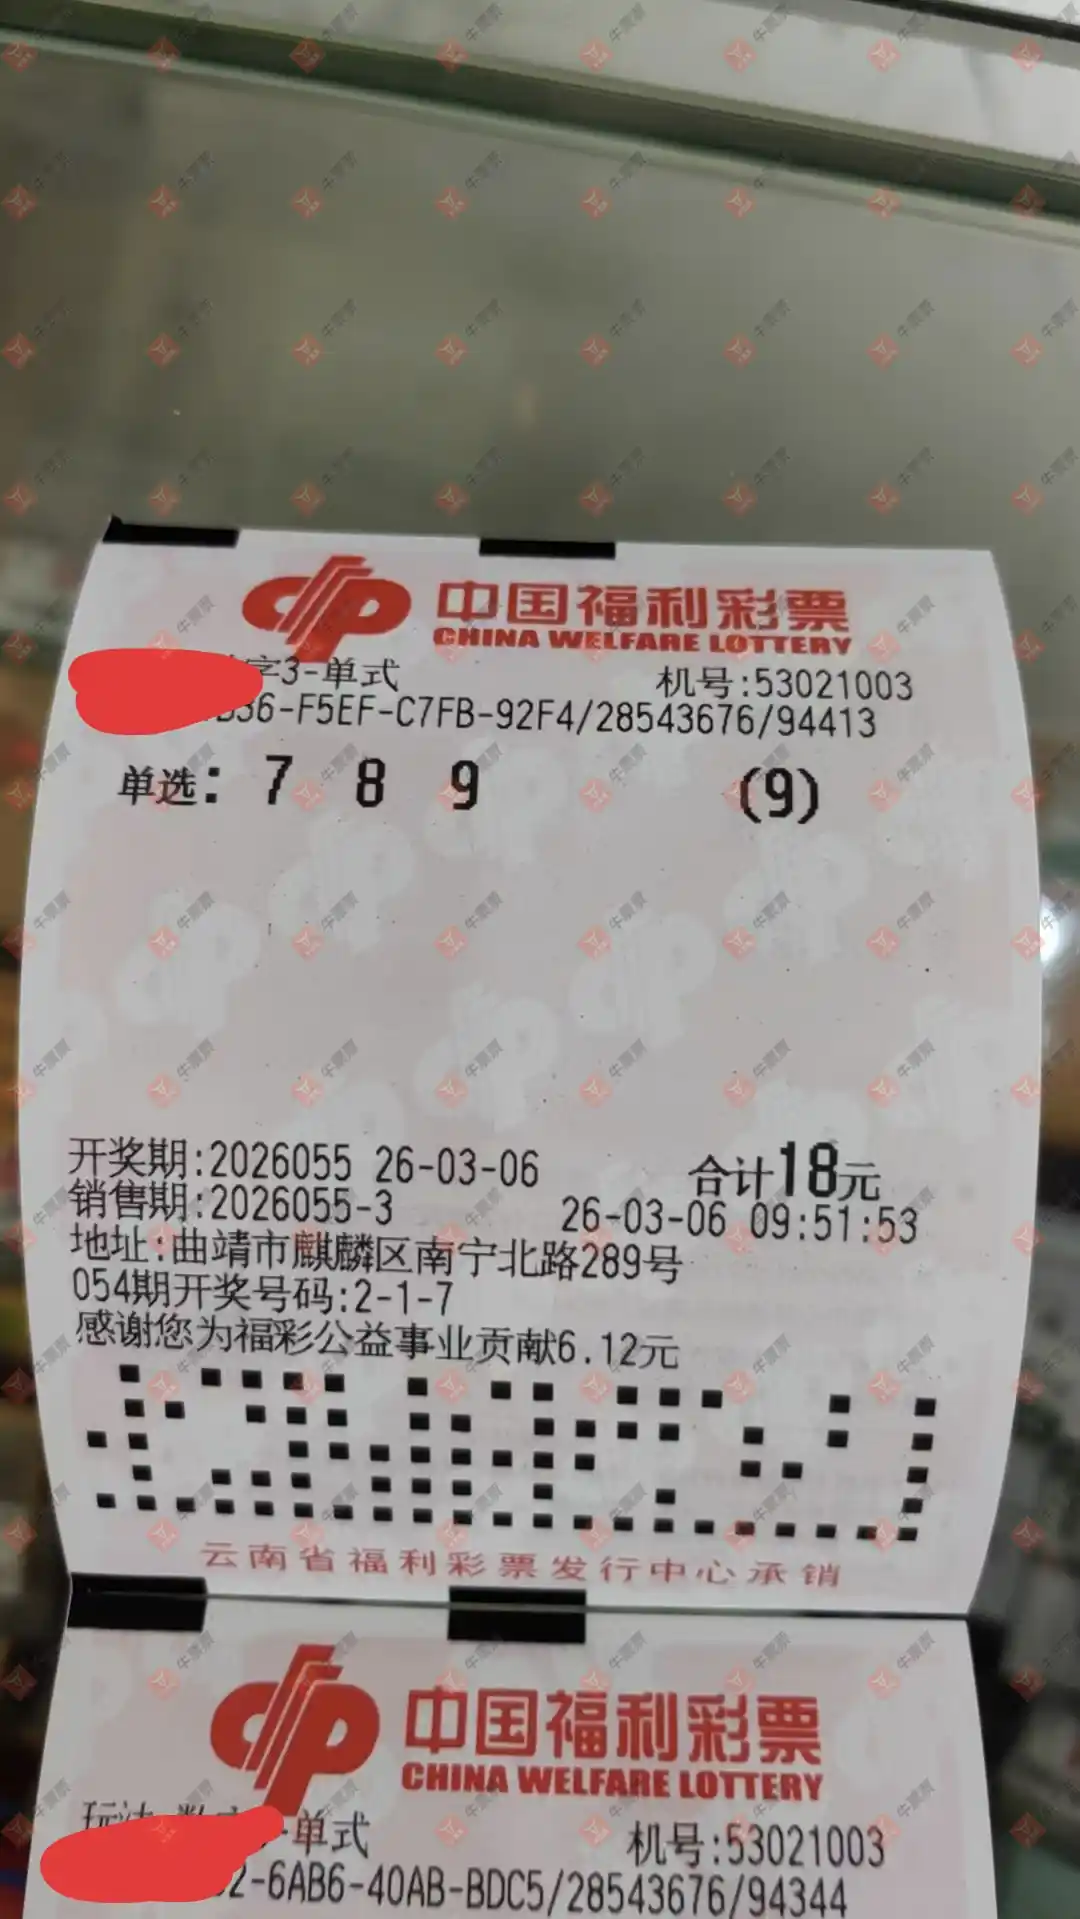 中国福利彩票
CHINA WELFARE LOTTERY
字3-单式 机号:53021003
B36-F5EF-C7FB-92F4/28543676/94413
单选: 7 8 9 (9)
开奖期:2026055 26-03-06 合计18元
销售期:2026055-3 26-03-06 09:51:53
地址:曲靖市麒麟区南宁北路289号
054期开奖号码:2-1-7
感谢您为福彩公益事业贡献6.12元
云南省福利彩票发行中心承销
中国福利彩票
CHINA WELFARE LOTTERY
玩法 单式 机号:53021003
2-6AB6-40AB-BDC5/28543676/94344
牛票票